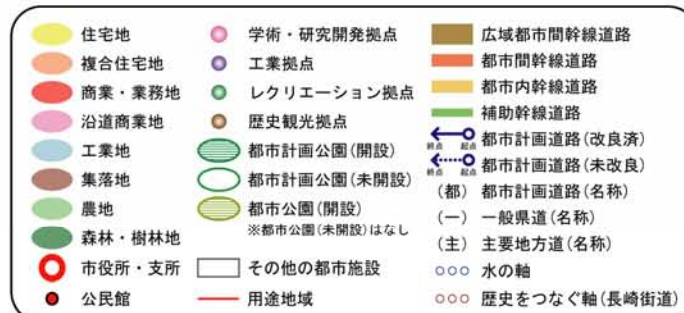 住宅地
複合住宅地
商業・業務地
沿道商業地
工業地
集落地
農地
森林・樹林地
市役所・支所
公民館
学術・研究開発拠点
工業拠点
レクリエーション拠点
歴史観光拠点
都市計画公園(開設)
都市計画公園(未開設)
都市公園(開設)
※都市公園(未開設)はなし
その他の都市施設
用途地域
広域都市間幹線道路
都市間幹線道路
都市内幹線道路
補助幹線道路
終点 起点 都市計画道路(改良済)
終点 起点 都市計画道路(未改良)
(都) 都市計画道路(名称)
(一) 一般県道(名称)
(主) 主要地方道(名称)
水の軸
歴史をつなぐ軸(長崎街道)